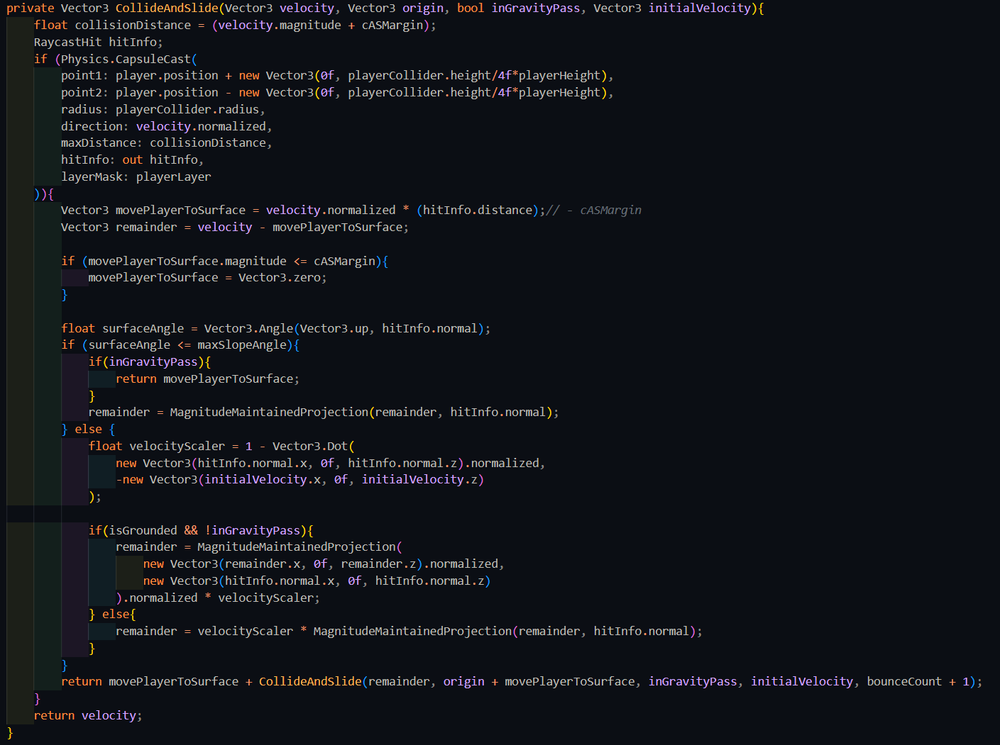 private Vector3 CollideAndSlide(Vector3 velocity, Vector3 origin, bool inGravityPass, Vector3 initialVelocity){
    float collisionDistance = (velocity.magnitude + cASMargin);
    RaycastHit hitInfo;
    if (Physics.CapsuleCast(
        point1: player.position + new Vector3(0f, playerCollider.height/4f*playerHeight),
        point2: player.position - new Vector3(0f, playerCollider.height/4f*playerHeight),
        radius: playerCollider.radius,
        direction: velocity.normalized,
        maxDistance: collisionDistance,
        hitInfo: out hitInfo,
        layerMask: playerLayer
    )){
        Vector3 movePlayerToSurface = velocity.normalized * (hitInfo.distance);// - cASMargin
        Vector3 remainder = velocity - movePlayerToSurface;

        if (movePlayerToSurface.magnitude <= cASMargin){
            movePlayerToSurface = Vector3.zero;
        }

        float surfaceAngle = Vector3.Angle(Vector3.up, hitInfo.normal);
        if (surfaceAngle <= maxSlopeAngle){
            if(inGravityPass){
                return movePlayerToSurface;
            }
            remainder = MagnitudeMaintainedProjection(remainder, hitInfo.normal);
        } else {
            float velocityScaler = 1 - Vector3.Dot(
                new Vector3(hitInfo.normal.x, 0f, hitInfo.normal.z).normalized,
                -new Vector3(initialVelocity.x, 0f, initialVelocity.z)
            );

            if(isGrounded && !inGravityPass){
                remainder = MagnitudeMaintainedProjection(
                    new Vector3(remainder.x, 0f, remainder.z).normalized,
                    new Vector3(hitInfo.normal.x, 0f, hitInfo.normal.z)
                ).normalized * velocityScaler;
            } else{
                remainder = velocityScaler * MagnitudeMaintainedProjection(remainder, hitInfo.normal);
            }
        }
        return movePlayerToSurface + CollideAndSlide(remainder, origin + movePlayerToSurface, inGravityPass, initialVelocity, bounceCount + 1);
    }
    return velocity;
}